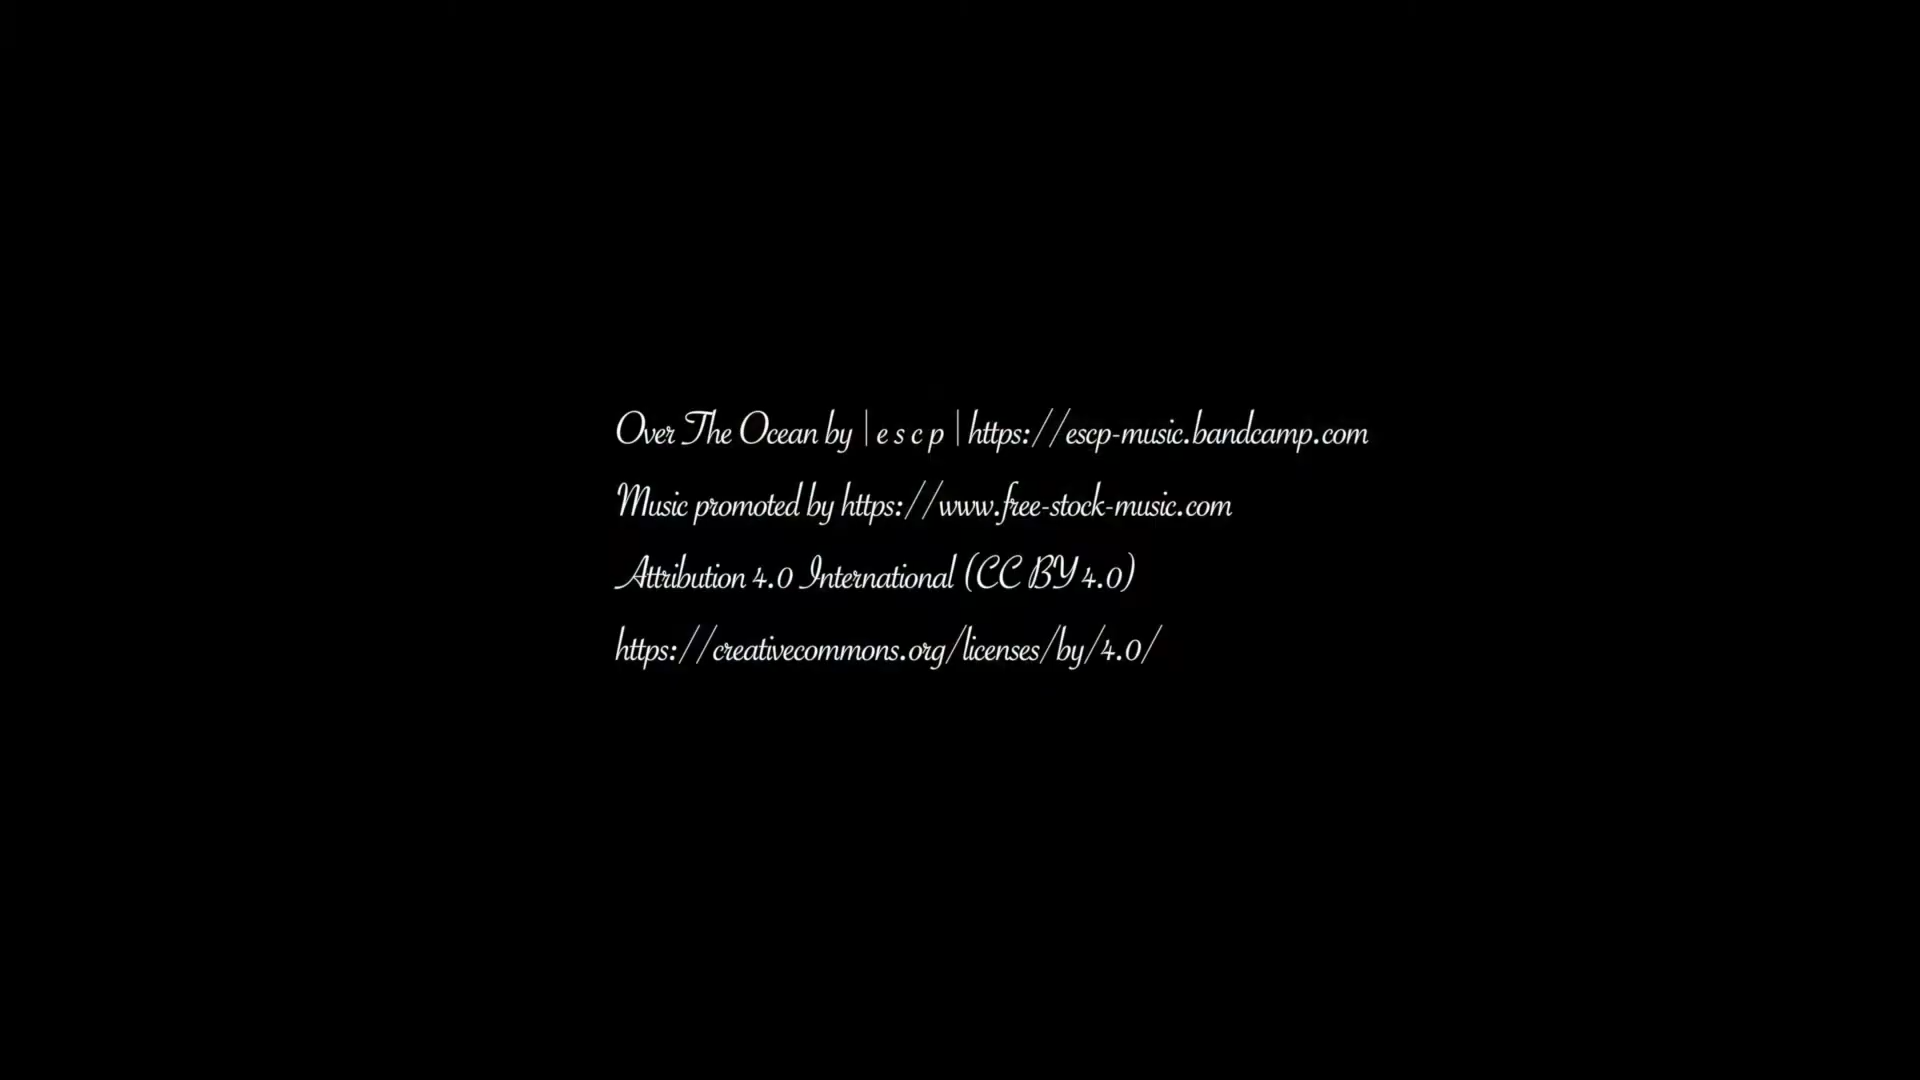 Over The Ocean by | e s c p | https://escp-music.bandcamp.com
Music promoted by https://www.free-stock-music.com
Attribution 4.0 International (CC BY 4.0)
https://creativecommons.org/licenses/by/4.0/